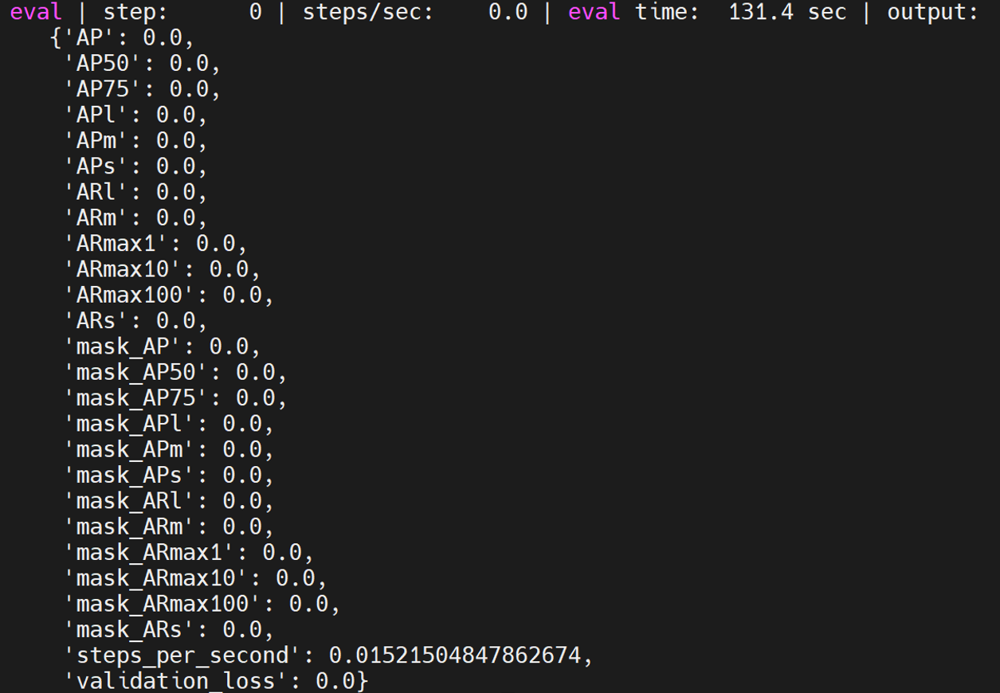 eval | step:      0 | steps/sec:    0.0 | eval time:  131.4 sec | output:
{'AP': 0.0,
'AP50': 0.0,
'AP75': 0.0,
'APl': 0.0,
'APm': 0.0,
'APs': 0.0,
'ARl': 0.0,
'ARm': 0.0,
'ARmax1': 0.0,
'ARmax10': 0.0,
'ARmax100': 0.0,
'ARs': 0.0,
'mask_AP': 0.0,
'mask_AP50': 0.0,
'mask_AP75': 0.0,
'mask_APl': 0.0,
'mask_APm': 0.0,
'mask_APs': 0.0,
'mask_ARl': 0.0,
'mask_ARm': 0.0,
'mask_ARmax1': 0.0,
'mask_ARmax10': 0.0,
'mask_ARmax100': 0.0,
'mask_ARs': 0.0,
'steps_per_second': 0.01521504847862674,
'validation_loss': 0.0}